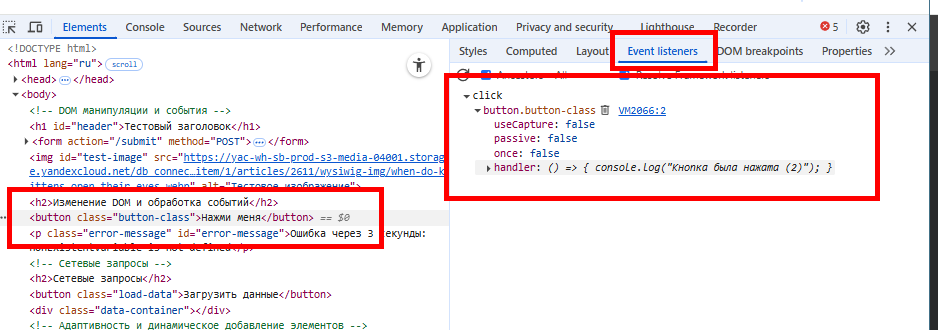 Elements Console Sources Network Performance Memory Application Privacy and security Lighthouse Recorder 5
<!DOCTYPE html>
<html lang="ru"> scroll
<head> </head>
<body>
<!-- DOM манипуляции и события -->
<h1 id="header">Тестовый заголовок</h1>
<form action="/submit" method="POST"> </form>
<img id="test-image" src="https://yac-wh-sb-prod-s3-media-04001.storag
e.yandexcloud.net/db_connec…item/1/articles/2611/wysiwig-img/when-do-k
ittens-open-their-eyes.webp" alt="Тестовое изображение">
<h2>Изменение DOM и обработка событий</h2>
… <button class="button-class">Нажми меня</button> == $0
<p class="error-message" id="error-message">Ошибка через 3 секунды:
nonExistentVariable is not defined</p>
<!-- Сетевые запросы -->
<h2>Сетевые запросы</h2>
<button class="load-data">Загрузить данные</button>
<div class="data-container"></div>
<!-- Адаптивность и динамическое добавление элементов -->
Styles Computed Layout Event listeners DOM breakpoints Properties
Ancestors All Resolve Framework listeners
click
button.button-class VM2066:2
useCapture: false
passive: false
once: false
handler: () => { console.log("Кнопка была нажата (2)"); }